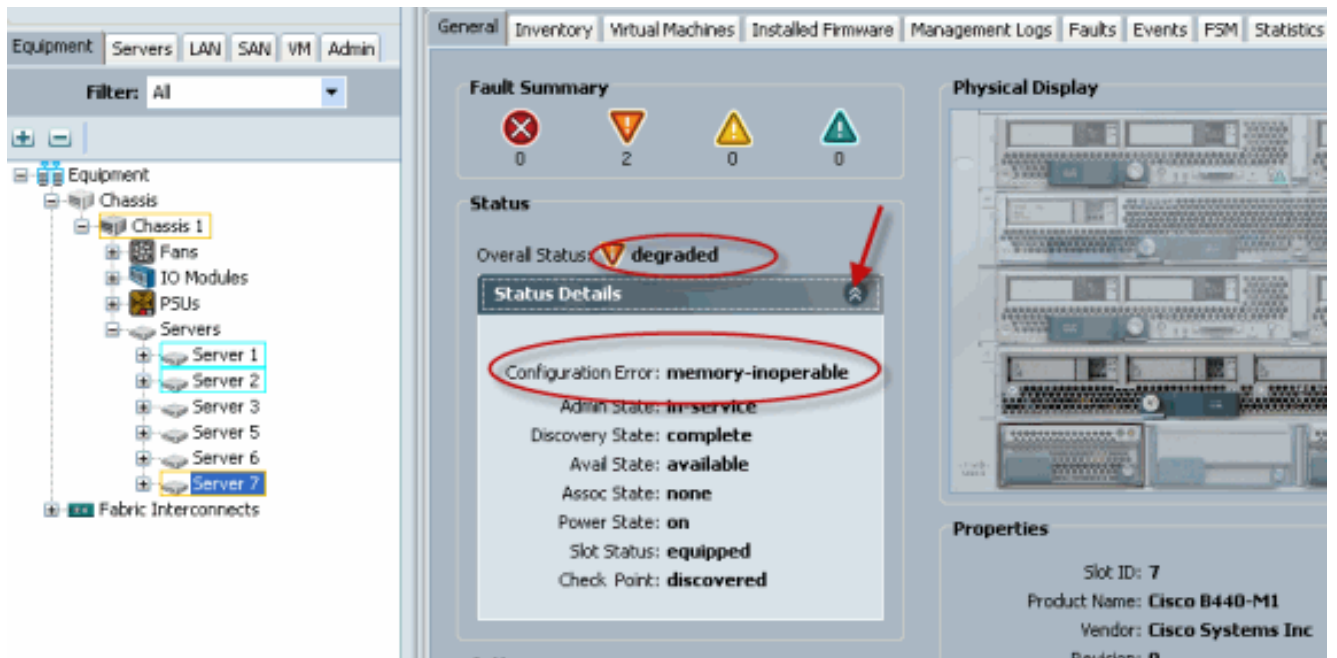 Equipment Servers LAN SAN VM Admin
Filter: All
Equipment
Chassis
Chassis 1
Fans
IO Modules
PSUs
Servers
Server 1
Server 2
Server 3
Server 5
Server 6
Server 7
Fabric Interconnects
General Inventory Virtual Machines Installed Firmware Management Logs Faults Events FSM Statistics
Fault Summary
0 2 0 0
Status
Overall Status: degraded
Status Details
Configuration Error: memory-inoperable
Admin State: in-service
Discovery State: complete
Avail State: available
Assoc State: none
Power State: on
Slot Status: equipped
Check Point: discovered
Physical Display
Properties
Slot ID: 7
Product Name: Cisco B440-M1
Vendor: Cisco Systems Inc
Revision: 0